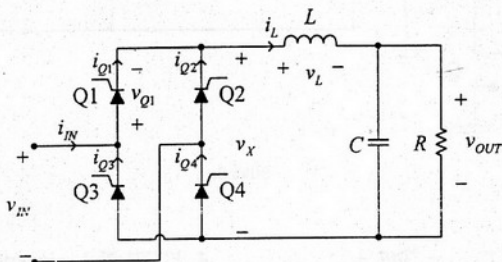 i_L L
i_Q1 − i_Q2 + + v_L −
Q1 v_Q1 Q2
+
i_IN
+ i_Q3 i_Q4 v_X C R + v_OUT −
Q3 Q4
v_IN
− −